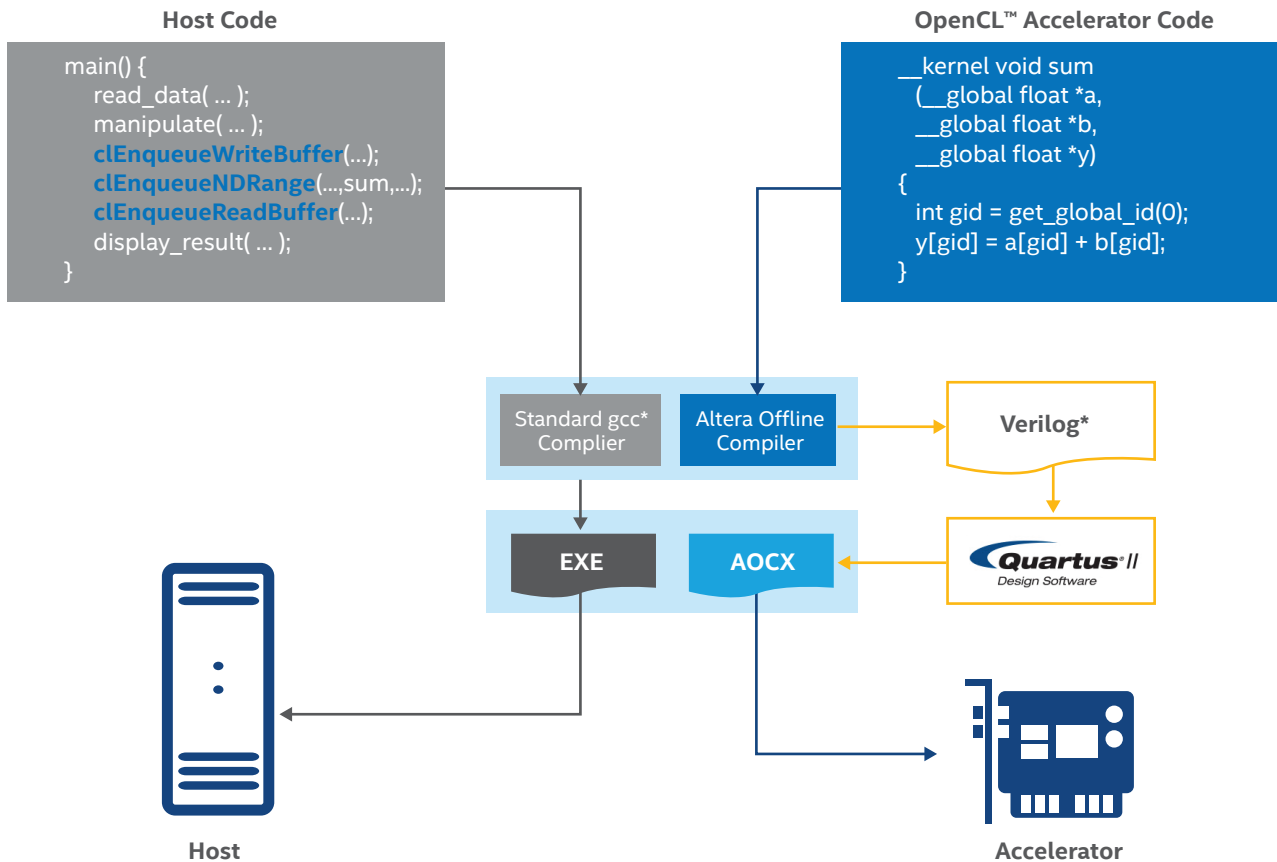 Host Code
main() {
read_data( ... );
manipulate( ... );
clEnqueueWriteBuffer(...);
clEnqueueNDRange(...,sum,...);
clEnqueueReadBuffer(...);
display_result( ... );
}
OpenCL™ Accelerator Code
__kernel void sum
(__global float *a,
__global float *b,
__global float *y)
{
int gid = get_global_id(0);
y[gid] = a[gid] + b[gid];
}
Standard gcc*
Complier
Altera Offline
Compiler
Verilog*
EXE
AOCX
Quartus® II
Design Software
Host
Accelerator